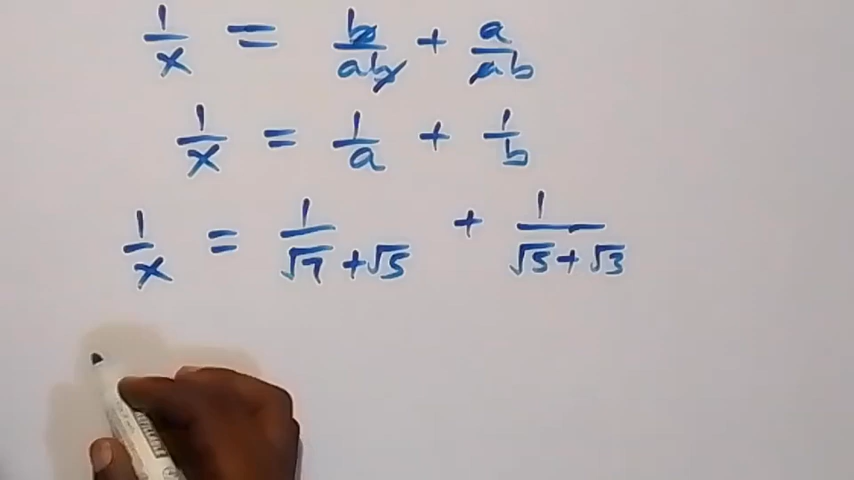 1/x = b/ab + a/ab
1/x = 1/a + 1/b
1/x = 1/(√7 + √5) + 1/(√5 + √3)